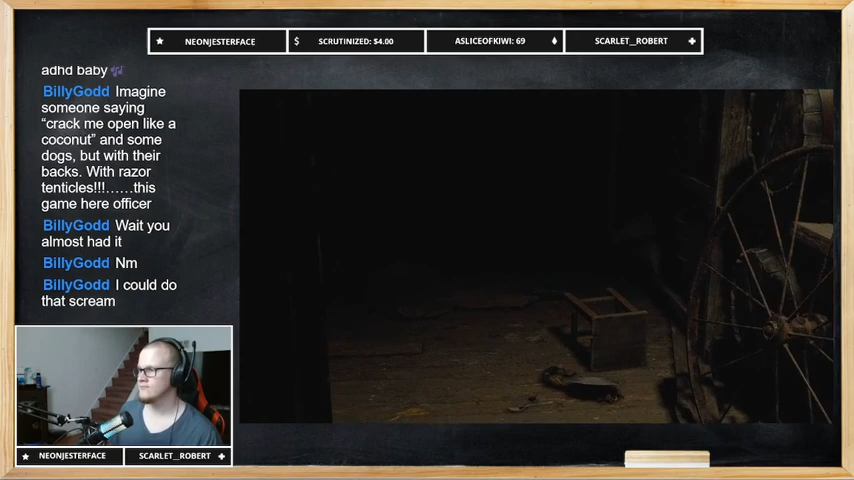 NEONJESTERFACE
$ SCRUTINIZED: $4.00
ASLICEOFKIWI: 69
SCARLET_ROBERT
adhd baby
BillyGodd Imagine
someone saying
“crack me open like a
coconut” and some
dogs, but with their
backs. With razor
tenticles!!!......this
game here officer
BillyGodd Wait you
almost had it
BillyGodd Nm
BillyGodd I could do
that scream
NEONJESTERFACE
SCARLET_ROBERT